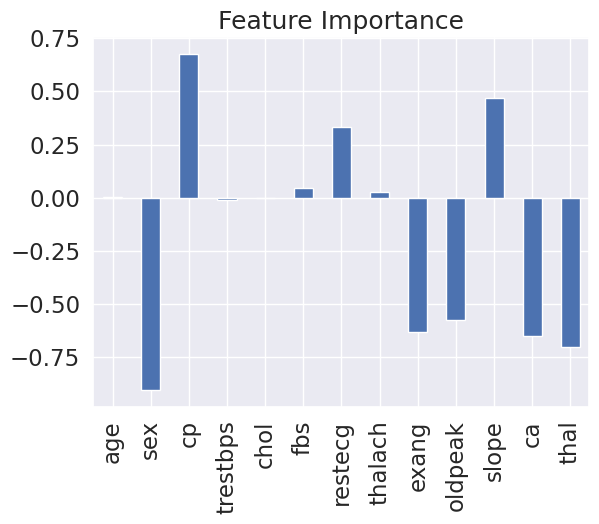 Feature Importance
0.75
0.50
0.25
0.00
−0.25
−0.50
−0.75
age
sex
cp
trestbps
chol
fbs
restecg
thalach
exang
oldpeak
slope
ca
thal